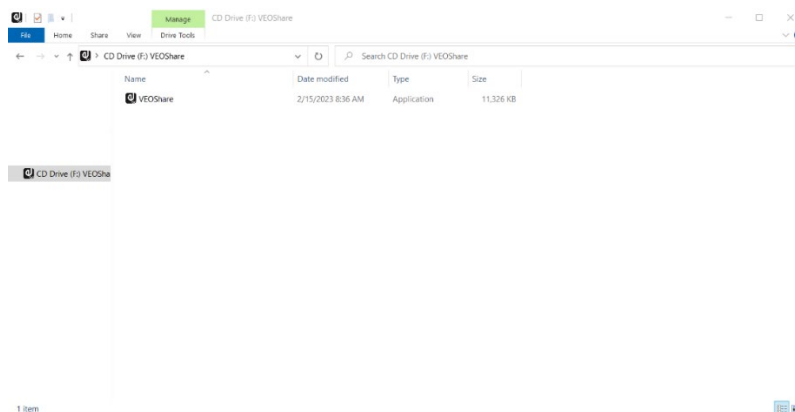 Manage CD Drive (F:) VEOShare
File Home Share View Drive Tools
CD Drive (F:) VEOShare Search CD Drive (F:) VEOShare
Name Date modified Type Size
VEOShare 2/15/2023 8:36 AM Application 11,326 KB
CD Drive (F:) VEOSha
1 item